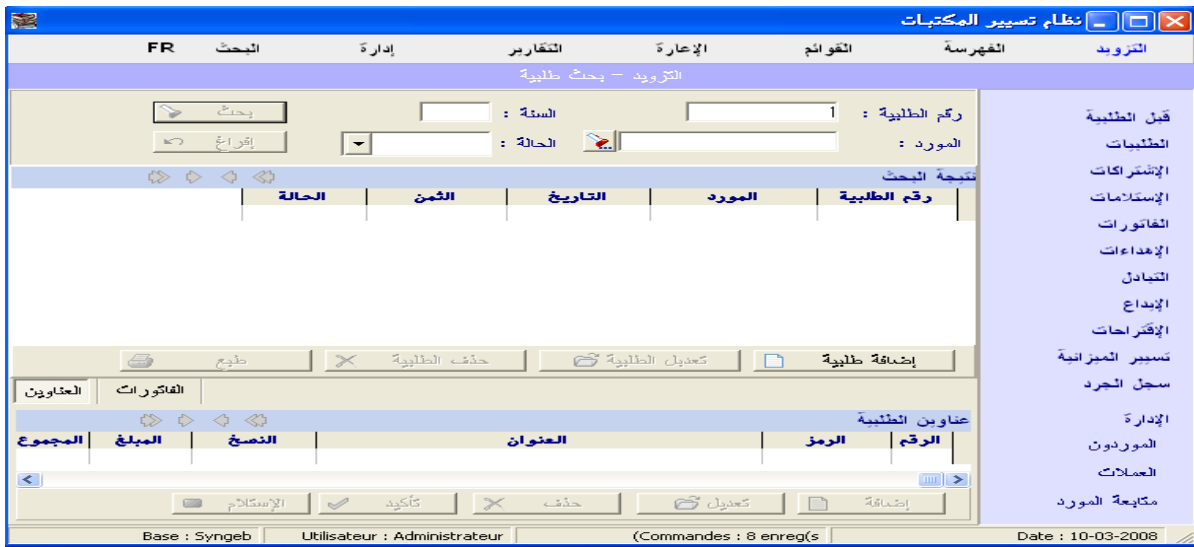 نظام تسيير المكتبات
التزويد الفهرسة القوائم الإعارة التقارير إدارة البحث FR
التزويد - بحث طلبية
قبل الطلبية
الطلبيات
الإشتراكات
الإستلامات
الفاتورات
الإهداءات
التبادل
الإيداع
الإقتراحات
تسيير الميزانية
سجل الجرد
الإدارة
الموردون
العملات
متابعة المورد
رقم الطلبية : 1 السنة : بحث
المورد : الحالة : إفراغ
نتيجة البحث
رقم الطلبية المورد التاريخ الثمن الحالة
إضافة طلبية تعديل الطلبية حذف الطلبية طبع
الفاتورات العناوين
عناوين الطلبية
الرقم الرمز العنوان النصخ المبلغ المجموع
إضافة تعديل حذف تأكيد الإستلام
Base : Syngeb Utilisateur : Administrateur (Commandes : 8 enreg(s Date : 10-03-2008